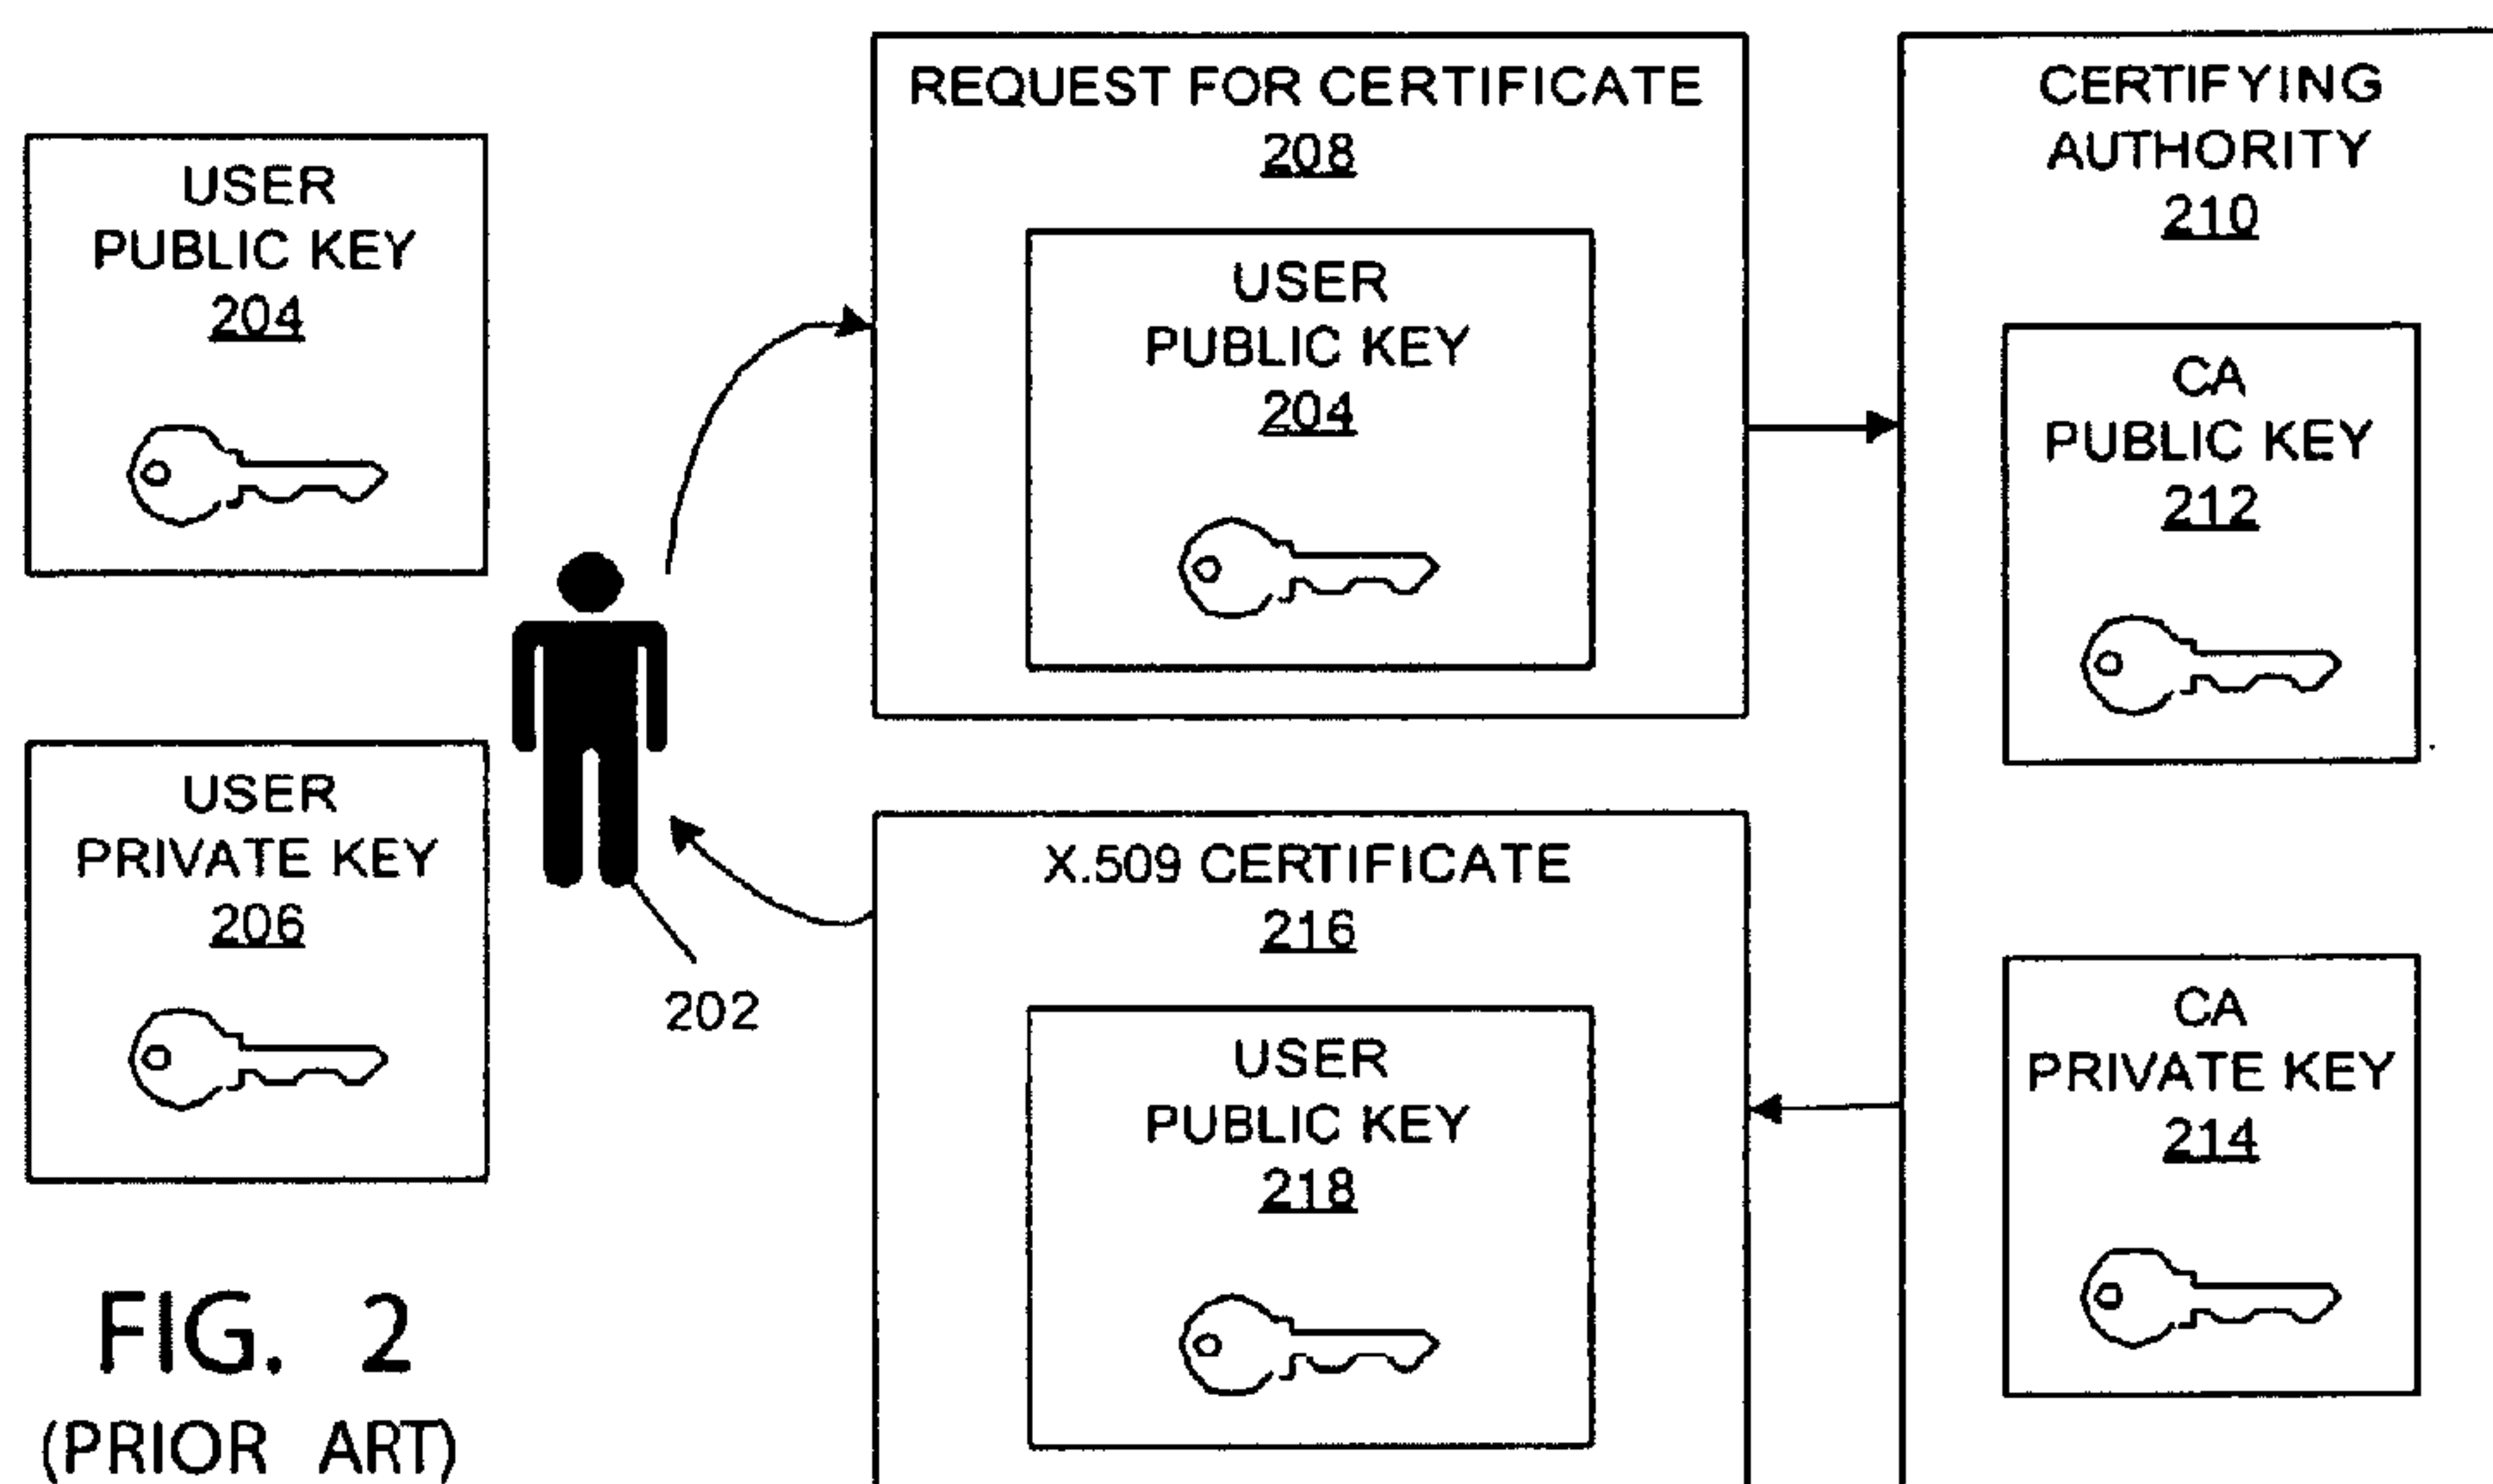 USER
PUBLIC KEY
204
USER
PRIVATE KEY
206
202
REQUEST FOR CERTIFICATE
208
USER
PUBLIC KEY
204
X.509 CERTIFICATE
216
USER
PUBLIC KEY
218
CERTIFYING
AUTHORITY
210
CA
PUBLIC KEY
212
CA
PRIVATE KEY
214
FIG. 2
(PRIOR ART)